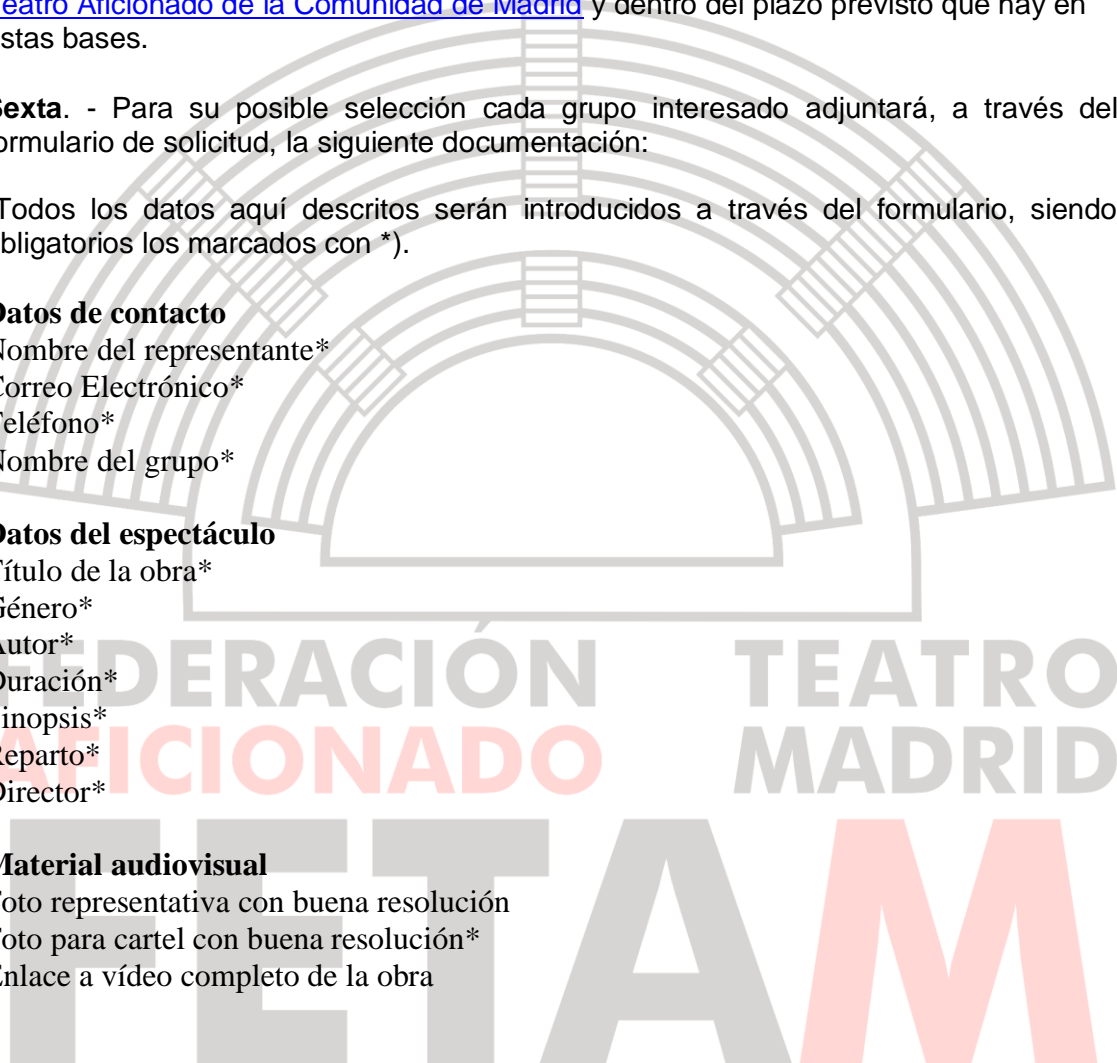 Teatro Aficionado de la Comunidad de Madrid y dentro del plazo previsto que hay en
stas bases.
Sexta. - Para su posible selección cada grupo interesado adjuntará, a través del
ormulario de solicitud, la siguiente documentación:
Todos los datos aquí descritos serán introducidos a través del formulario, siendo
bligatorios los marcados con *).
Datos de contacto
Nombre del representante*
Correo Electrónico*
Teléfono*
Nombre del grupo*
Datos del espectáculo
Título de la obra*
Género*
Autor*
Duración*
Sinopsis*
Reparto*
Director*
Material audiovisual
Foto representativa con buena resolución
Foto para cartel con buena resolución*
Enlace a vídeo completo de la obra
FEDERACIÓN TEATRO
AFICIONADO MADRID
FETAM